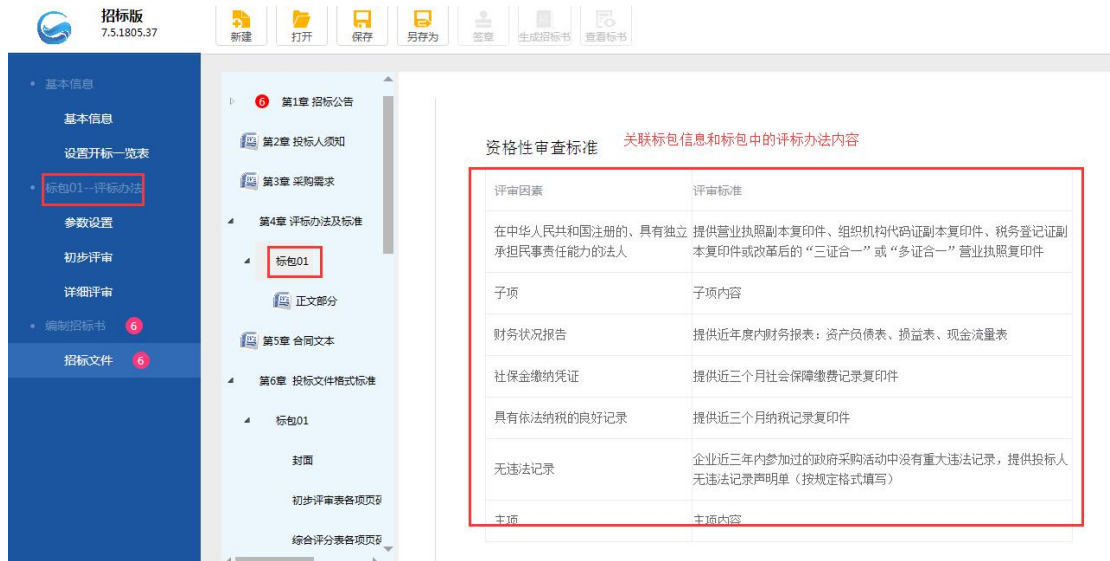 招标版
7.5.1805.37
新建
打开
保存
另存为
签章
生成招标书
查看标书
基本信息
基本信息
设置开标一览表
标包01--评标办法
参数设置
初步评审
详细评审
编制招标书 6
招标文件 6
6 第1章 招标公告
第2章 投标人须知
第3章 采购需求
第4章 评标办法及标准
标包01
正文部分
第5章 合同文本
第6章 投标文件格式标准
标包01
封面
初步评审表各项页码
综合评分表各项页码
资格性审查标准 关联标包信息和标包中的评标办法内容
评审因素 评审标准
在中华人民共和国注册的、具有独立 提供营业执照副本复印件、组织机构代码证副本复印件、税务登记证副
承担民事责任能力的法人 本复印件或改革后的“三证合一”或“多证合一”营业执照复印件
子项 子项内容
财务状况报告 提供近年度内财务报表：资产负债表、损益表、现金流量表
社保金缴纳凭证 提供近三个月社会保障缴费记录复印件
具有依法纳税的良好记录 提供近三个月纳税记录复印件
无违法记录 企业近三年内参加过的政府采购活动中没有重大违法记录，提供投标人
无违法记录声明单（按规定格式填写）
主项 主项内容